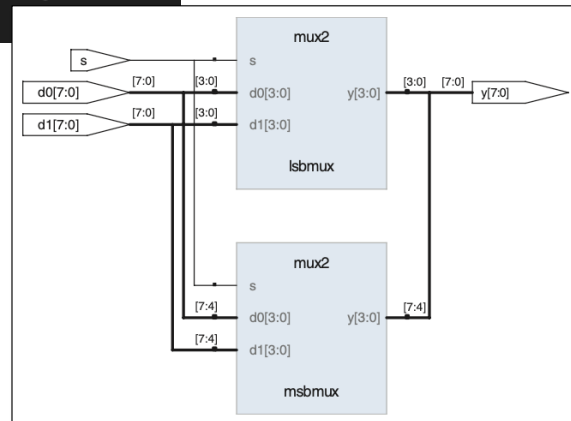 mux2
s
s
[7:0]
[3:0]
[3:0]
[7:0]
d0[7:0]
d0[3:0]
y[3:0]
y[7:0]
[7:0]
[3:0]
d1[7:0]
d1[3:0]
lsbmux
mux2
s
[7:4]
[7:4]
d0[3:0]
y[3:0]
[7:4]
d1[3:0]
msbmux